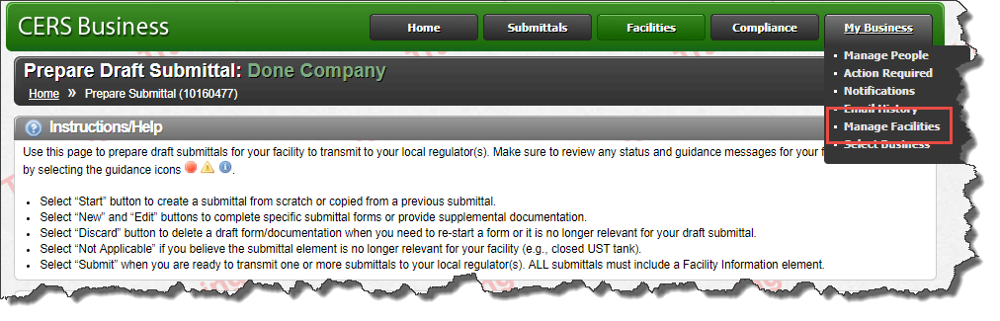 CERS Business
Home Submittals Facilities Compliance My Business
Manage People
Action Required
Notifications
Email History
Manage Facilities
Select Business
Prepare Draft Submittal: Done Company
Home » Prepare Submittal (10160477)
Instructions/Help
Use this page to prepare draft submittals for your facility to transmit to your local regulator(s). Make sure to review any status and guidance messages for your
by selecting the guidance icons .
• Select “Start” button to create a submittal from scratch or copied from a previous submittal.
• Select “New” and “Edit” buttons to complete specific submittal forms or provide supplemental documentation.
• Select “Discard” button to delete a draft form/documentation when you need to re-start a form or it is no longer relevant for your draft submittal.
• Select “Not Applicable” if you believe the submittal element is no longer relevant for your facility (e.g., closed UST tank).
• Select “Submit” when you are ready to transmit one or more submittals to your local regulator(s). ALL submittals must include a Facility Information element.